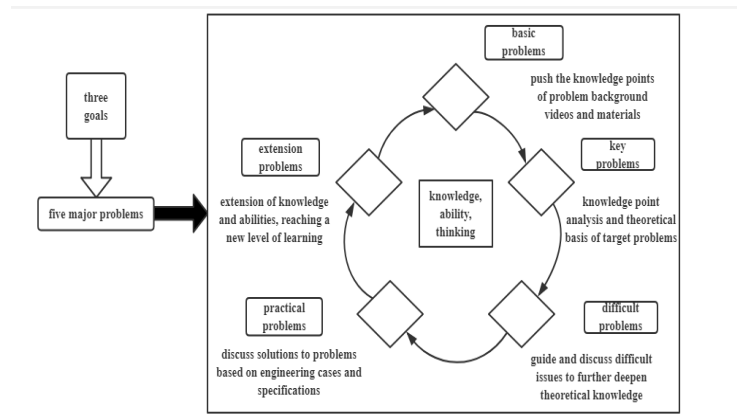 three
goals
five major problems
basic
problems
push the knowledge points
of problem background
videos and materials
key
problems
knowledge point
analysis and theoretical
basis of target problems
difficult
problems
guide and discuss difficult
issues to further deepen
theoretical knowledge
practical
problems
discuss solutions to problems
based on engineering cases and
specifications
extension
problems
extension of knowledge
and abilities, reaching a
new level of learning
knowledge,
ability,
thinking